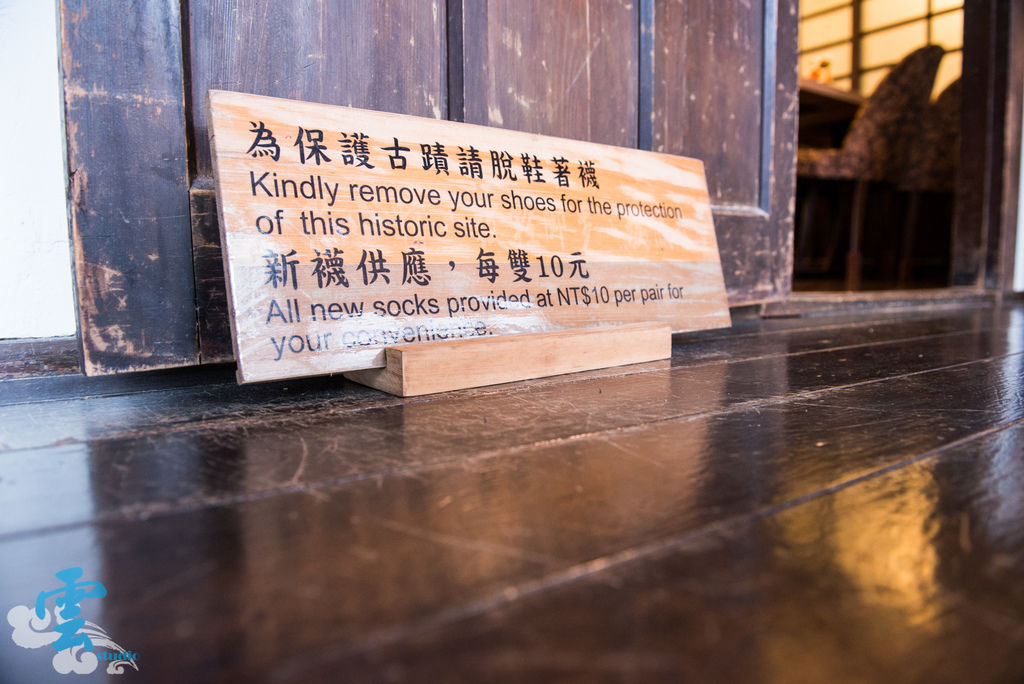 為保護古蹟請脫鞋著襪
Kindly remove your shoes for the protection
of this historic site.
新襪供應，每雙10元
All new socks provided at NT$10 per pair for
your convenience.
雲
studio